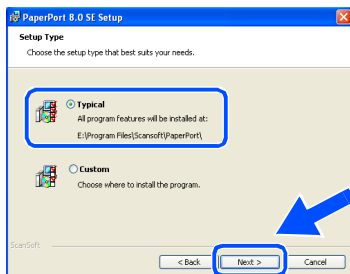 PaperPort 8.0 SE Setup
Setup Type
Choose the setup type that best suits your needs.
Typical
All program features will be installed at:
E:\Program Files\Scansoft\PaperPort\
Custom
Choose where to install the program.
ScanSoft
< Back
Next >
Cancel